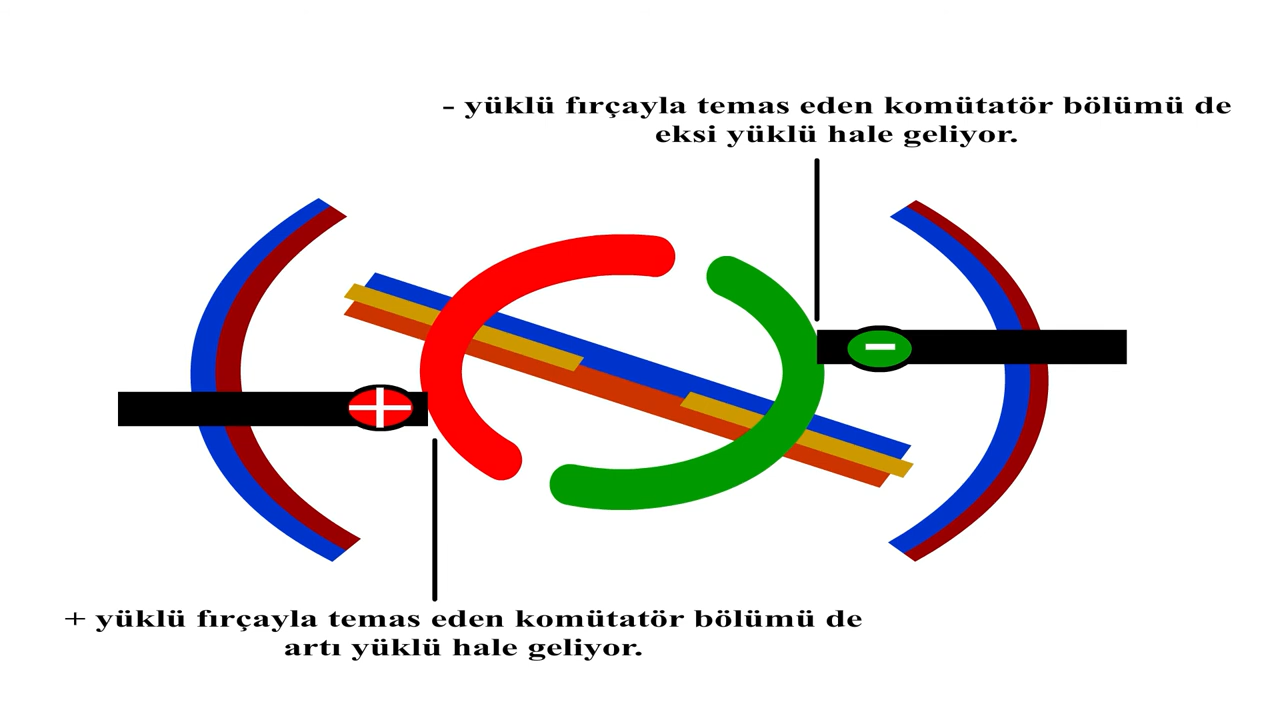 - yüklü fırçayla temas eden komütatör bölümü de
eksi yüklü hale geliyor.
+ yüklü fırçayla temas eden komütatör bölümü de
artı yüklü hale geliyor.